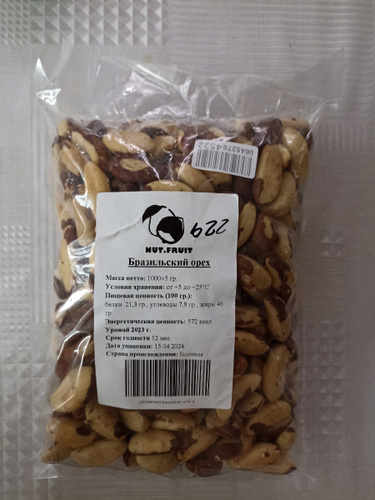 9645270 4522
622
NUT.FRUIT
Бразильский орех
Масса нетто: 1000±5 гр.
Условия хранения: от +5 до +25°C
Пищевая ценность (100 гр.):
белки 21,3 гр., углеводы 7,8 гр., жиры 46
гр.
Энергетическая ценность: 572 ккал
Урожай 2023 г.
Срок годности 12 мес
Дата упаковки: 15.04.2024
Страна происхождения: Боливия